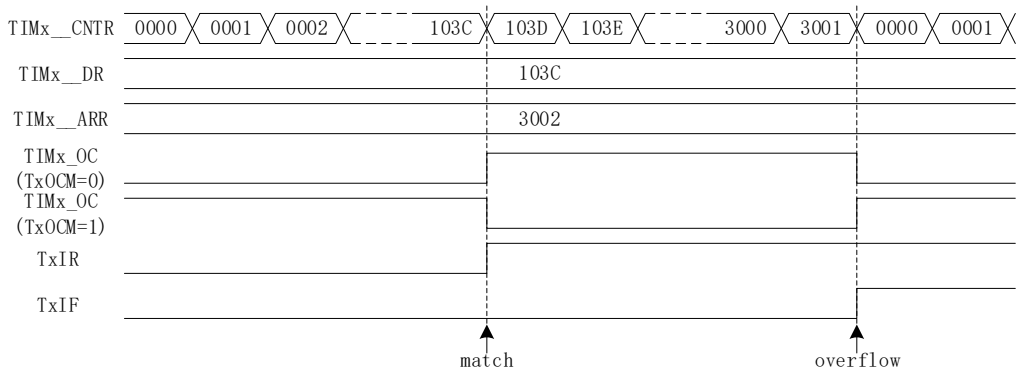 TIMx__CNTR 0000 0001 0002 103C 103D 103E 3000 3001 0000 0001
TIMx__DR 103C
TIMx__ARR 3002
TIMx_OC
(TxOCM=0)
TIMx_OC
(TxOCM=1)
TxIR
TxIF
match overflow